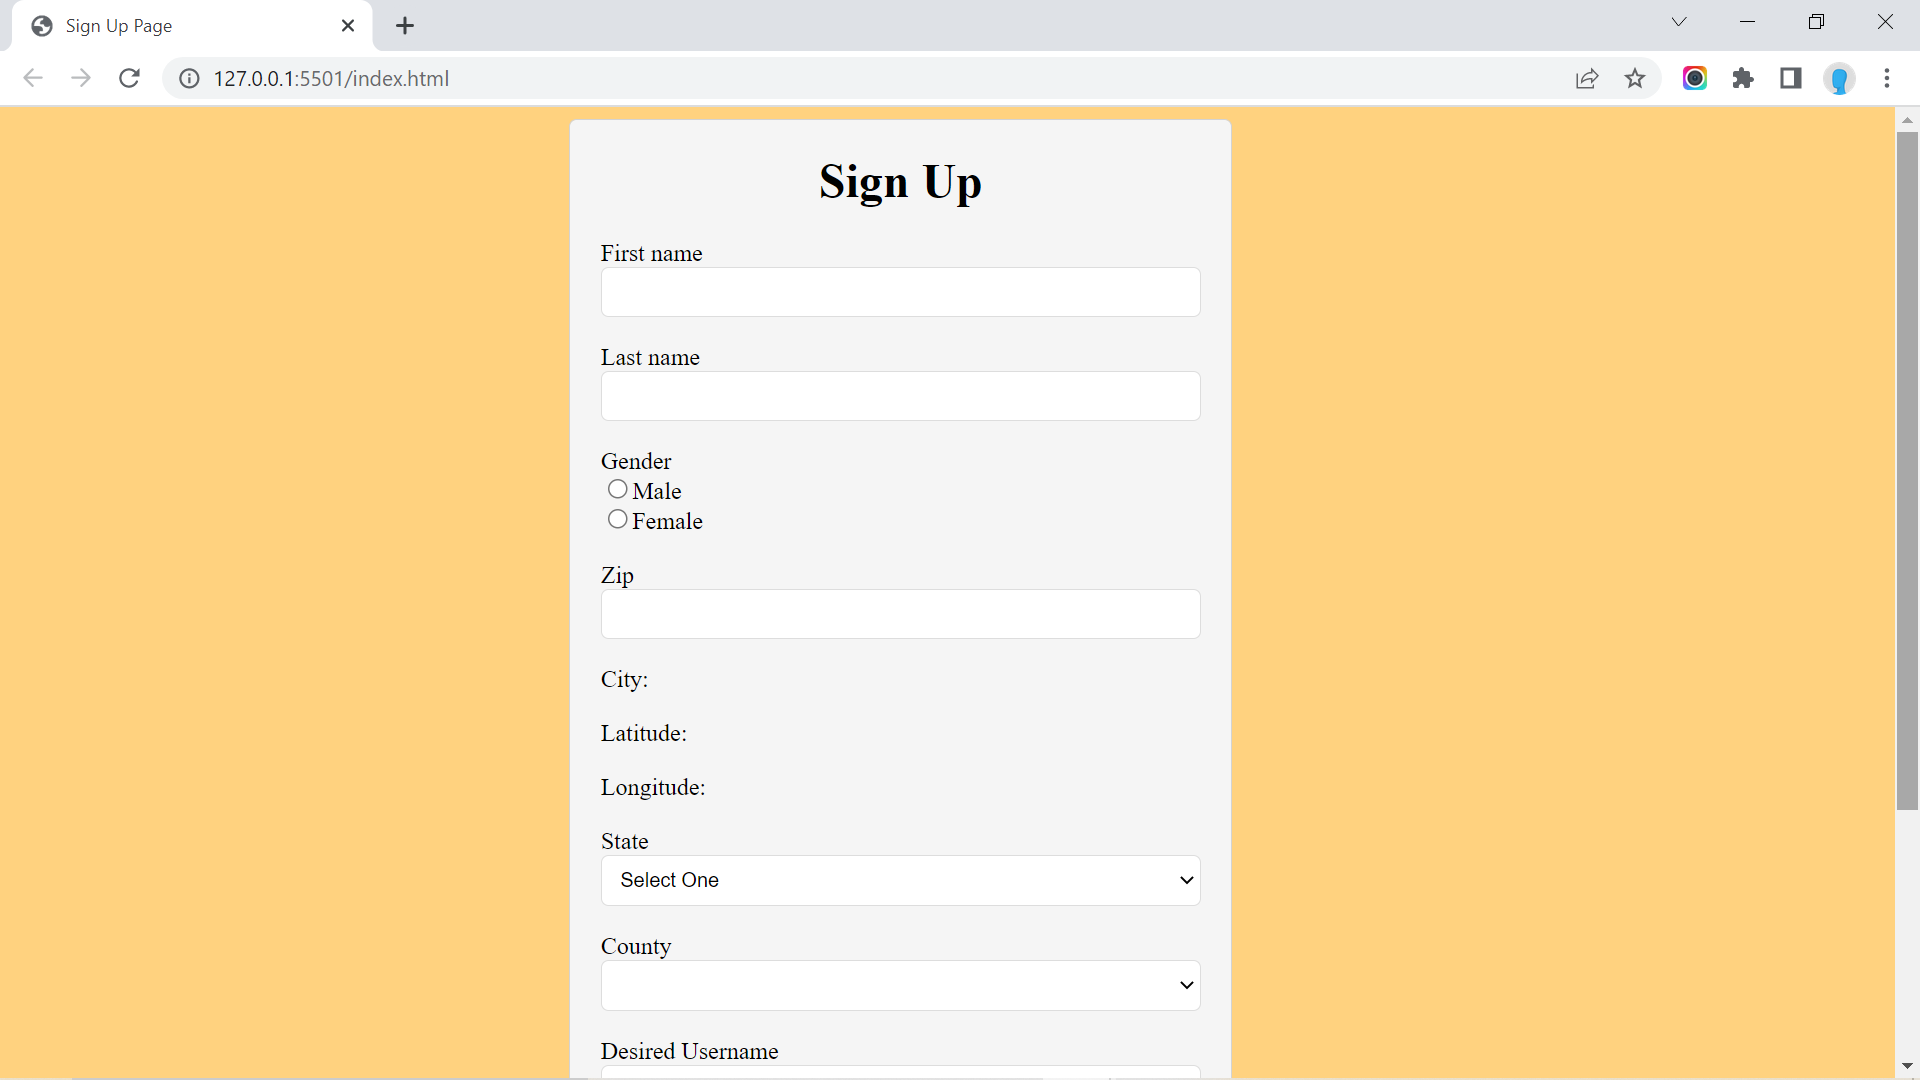 Sign Up Page
127.0.0.1:5501/index.html
Sign Up
First name
Last name
Gender
Male
Female
Zip
City:
Latitude:
Longitude:
State
Select One
County
Desired Username